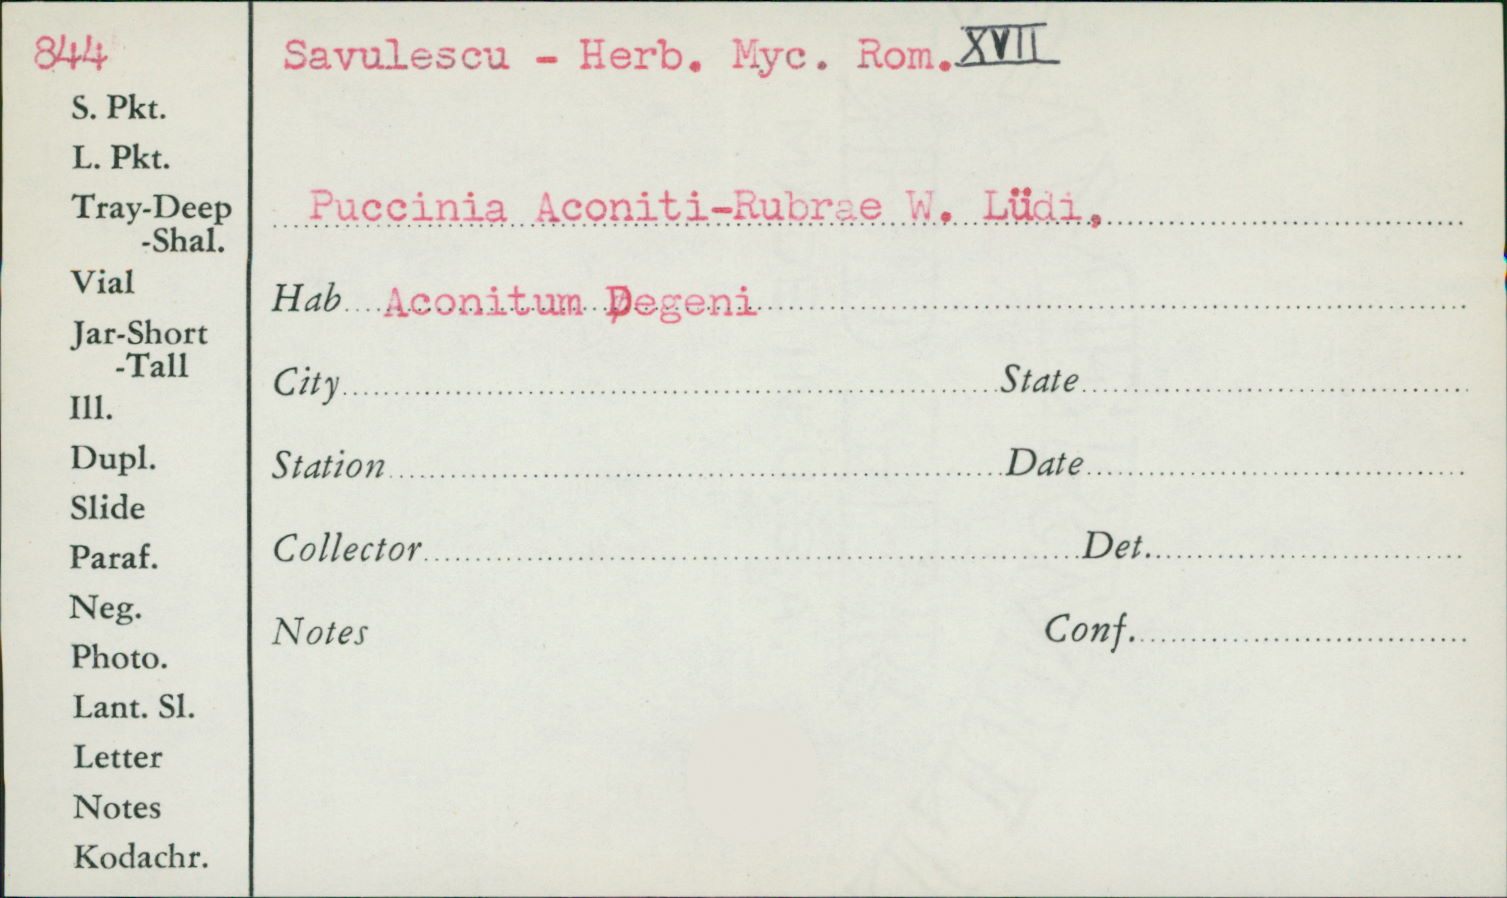 844
Savulescu - Herb. Myc. Rom. XVII
S. Pkt.
L. Pkt.
Tray-Deep
-Shal.
Vial
Jar-Short
-Tall
Ill.
Dupl.
Slide
Paraf.
Neg.
Photo.
Lant. Sl.
Letter
Notes
Kodachr.
Puccinia Aconiti-Rubrae W. Lüdi,
Hab Aconitum Degeni
City State
Station Date
Collector Det.
Notes Conf.